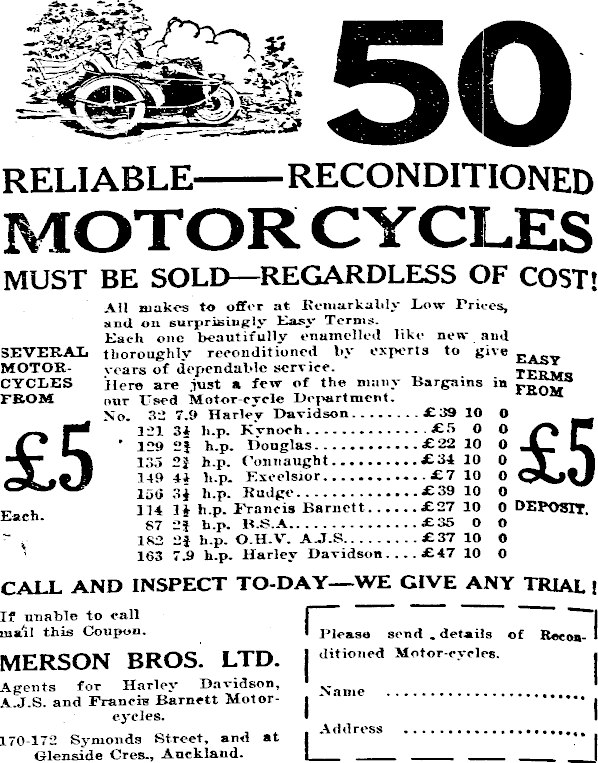 50
RELIABLE—RECONDITIONED
MOTOR CYCLES
MUST BE SOLD—REGARDLESS OF COST!
All makes to offer at Remarkably Low Prices,
and on surprisingly Easy Terms.
Each one beautifully enamelled like new and
thoroughly reconditioned by experts to give
years of dependable service.
Here are just a few of the many Bargains in
our Used Motor-cycle Department.
SEVERAL
MOTOR-
CYCLES
FROM
£5
Each.
No. 32 7.9 Harley Davidson........£39 10 0
121 3½ h.p. Kynoch.............£5 0 0
129 2¾ h.p. Douglas...........£22 10 0
135 2¾ h.p. Connaught.........£34 10 0
149 4½ h.p. Excelsior..........£7 10 0
156 3½ h.p. Rudge.............£39 10 0
114 1½ h.p. Francis Barnett......£27 10 0
87 2¾ h.p. B.S.A..............£35 0 0
182 2¾ h.p. O.H.V. A.J.S.......£37 10 0
163 7.9 h.p. Harley Davidson....£47 10 0
EASY
TERMS
FROM
£5
DEPOSIT.
CALL AND INSPECT TO-DAY—WE GIVE ANY TRIAL!
If unable to call
mail this Coupon.
MERSON BROS. LTD.
Agents for Harley Davidson,
A.J.S. and Francis Barnett Motor-
cycles.
170-172 Symonds Street, and at
Glenside Cres., Auckland.
Please send details of Recon-
ditioned Motor-cycles.
Name ........................
Address ......................